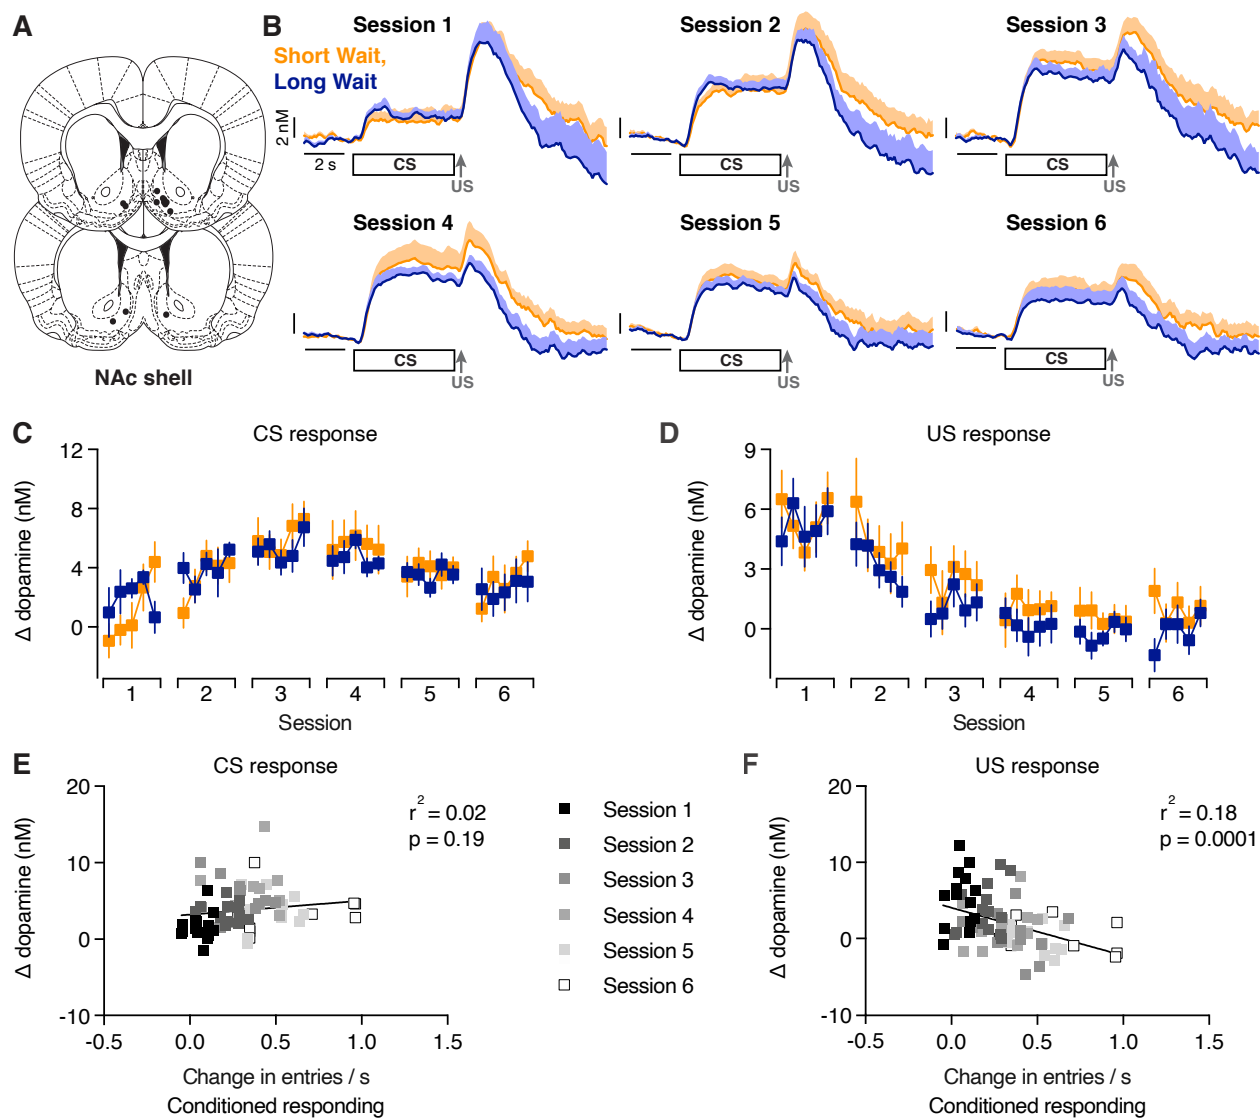 A
NAc shell
B
Short Wait,
Long Wait
Session 1
2 nM
2 s
CS
US
Session 2
CS
US
Session 3
CS
US
Session 4
CS
US
Session 5
CS
US
Session 6
CS
US
C
CS response
Δ dopamine (nM)
12
8
4
0
1 2 3 4 5 6
Session
D
US response
Δ dopamine (nM)
9
6
3
0
1 2 3 4 5 6
Session
E
CS response
r² = 0.02
p = 0.19
Δ dopamine (nM)
20
10
0
-10
-0.5 0.0 0.5 1.0 1.5
Change in entries / s
Conditioned responding
Session 1
Session 2
Session 3
Session 4
Session 5
Session 6
F
US response
r² = 0.18
p = 0.0001
Δ dopamine (nM)
20
10
0
-10
-0.5 0.0 0.5 1.0 1.5
Change in entries / s
Conditioned responding